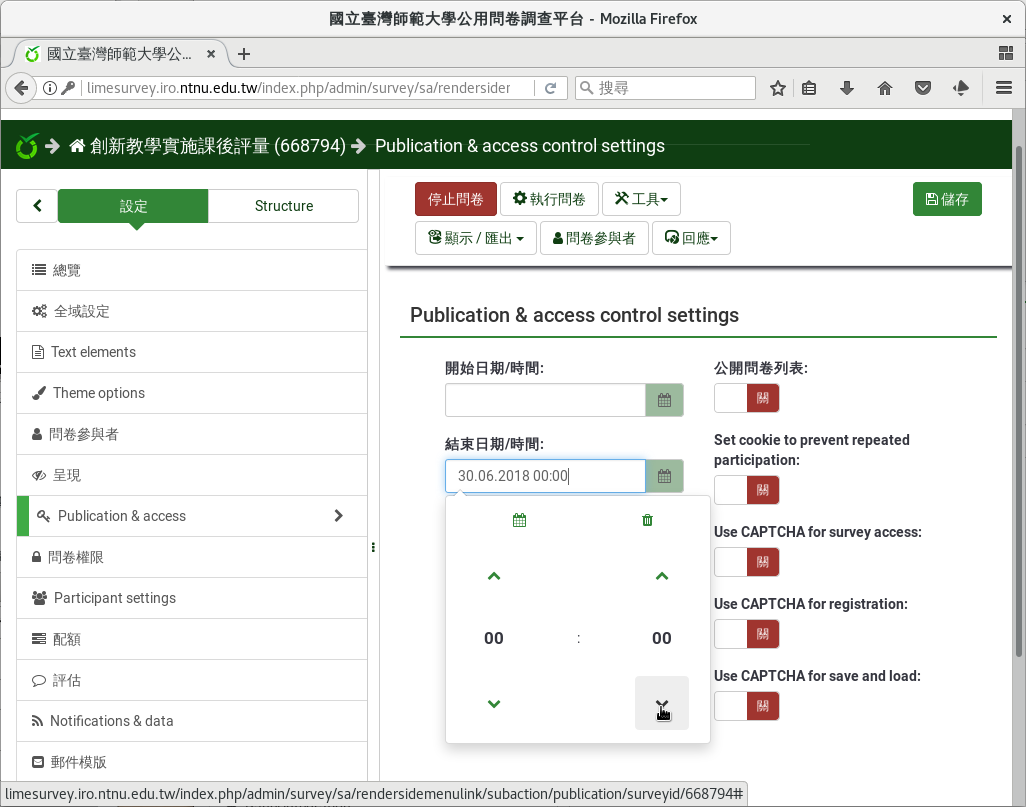 國立臺灣師範大學公用問卷調查平台 - Mozilla Firefox
國立臺灣師範大學公...
limesurvey.iro.ntnu.edu.tw/index.php/admin/survey/sa/rendersider
搜尋
創新教學實施課後評量 (668794)
Publication & access control settings
設定
Structure
停止問卷
執行問卷
工具
儲存
顯示 / 匯出
問卷參與者
回應
總覽
全域設定
Text elements
Theme options
問卷參與者
呈現
Publication & access
問卷權限
Participant settings
配額
評估
Notifications & data
郵件模版
Publication & access control settings
開始日期/時間:
結束日期/時間:
30.06.2018 00:00
00 : 00
公開問卷列表:
關
Set cookie to prevent repeated
participation:
關
Use CAPTCHA for survey access:
關
Use CAPTCHA for registration:
關
Use CAPTCHA for save and load:
關
limesurvey.iro.ntnu.edu.tw/index.php/admin/survey/sa/rendersidemenulink/subaction/publication/surveyid/668794#